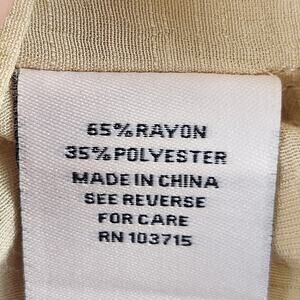 65% RAYON
35% POLYESTER
MADE IN CHINA
SEE REVERSE
FOR CARE
RN 103715